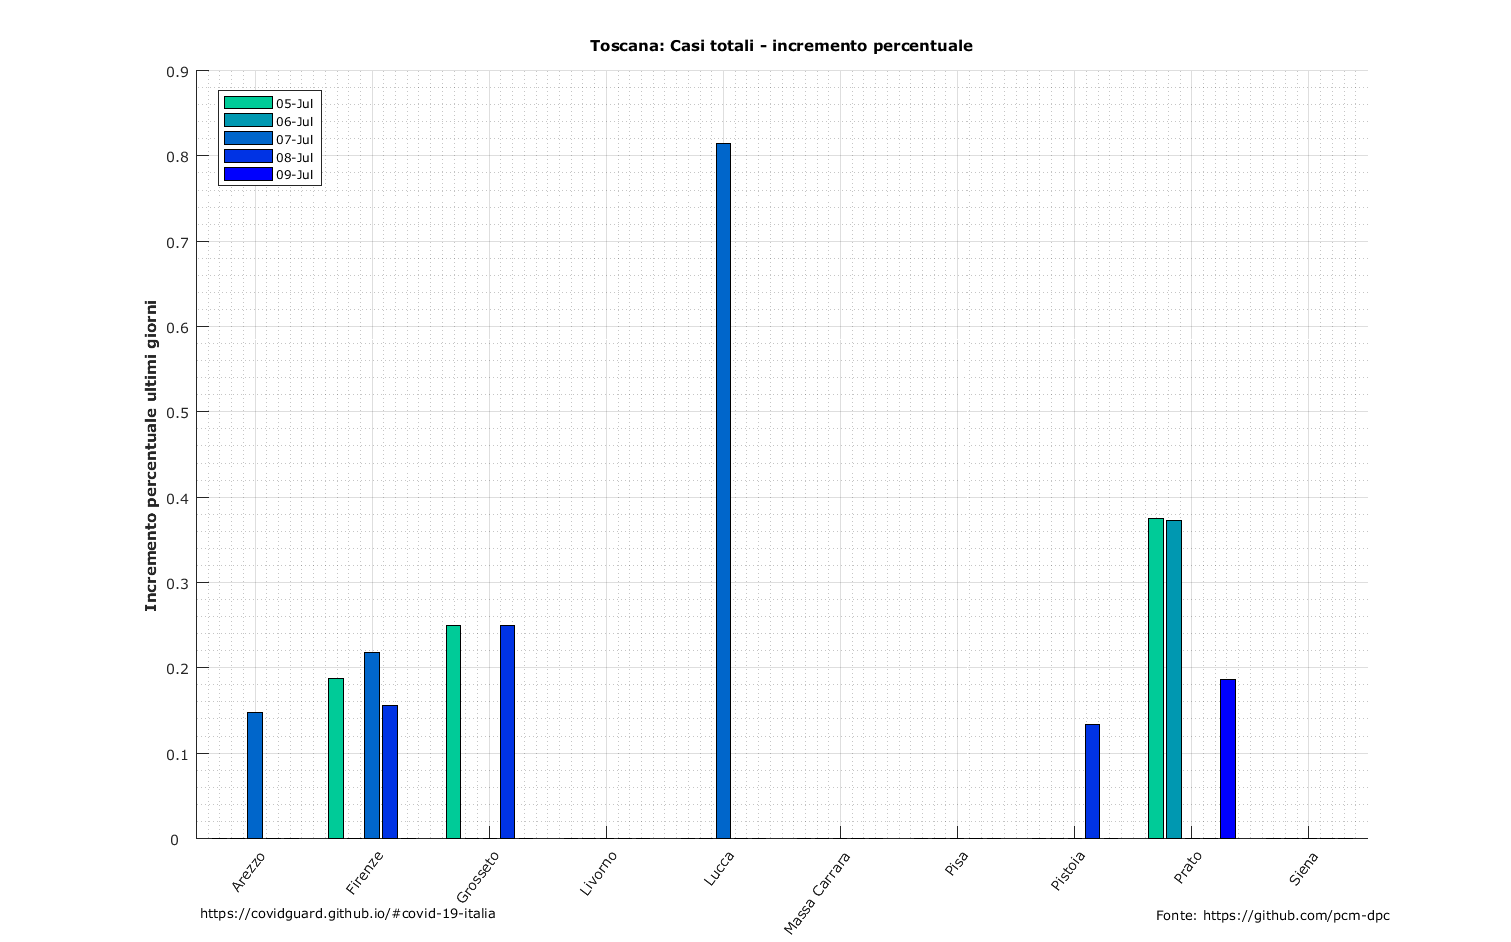 Toscana: Casi totali - incremento percentuale
Incremento percentuale ultimi giorni
0.9
0.8
0.7
0.6
0.5
0.4
0.3
0.2
0.1
0
05-Jul
06-Jul
07-Jul
08-Jul
09-Jul
Arezzo
Firenze
Grosseto
Livorno
Lucca
Massa Carrara
Pisa
Pistoia
Prato
Siena
https://covidguard.github.io/#covid-19-italia
Fonte: https://github.com/pcm-dpc